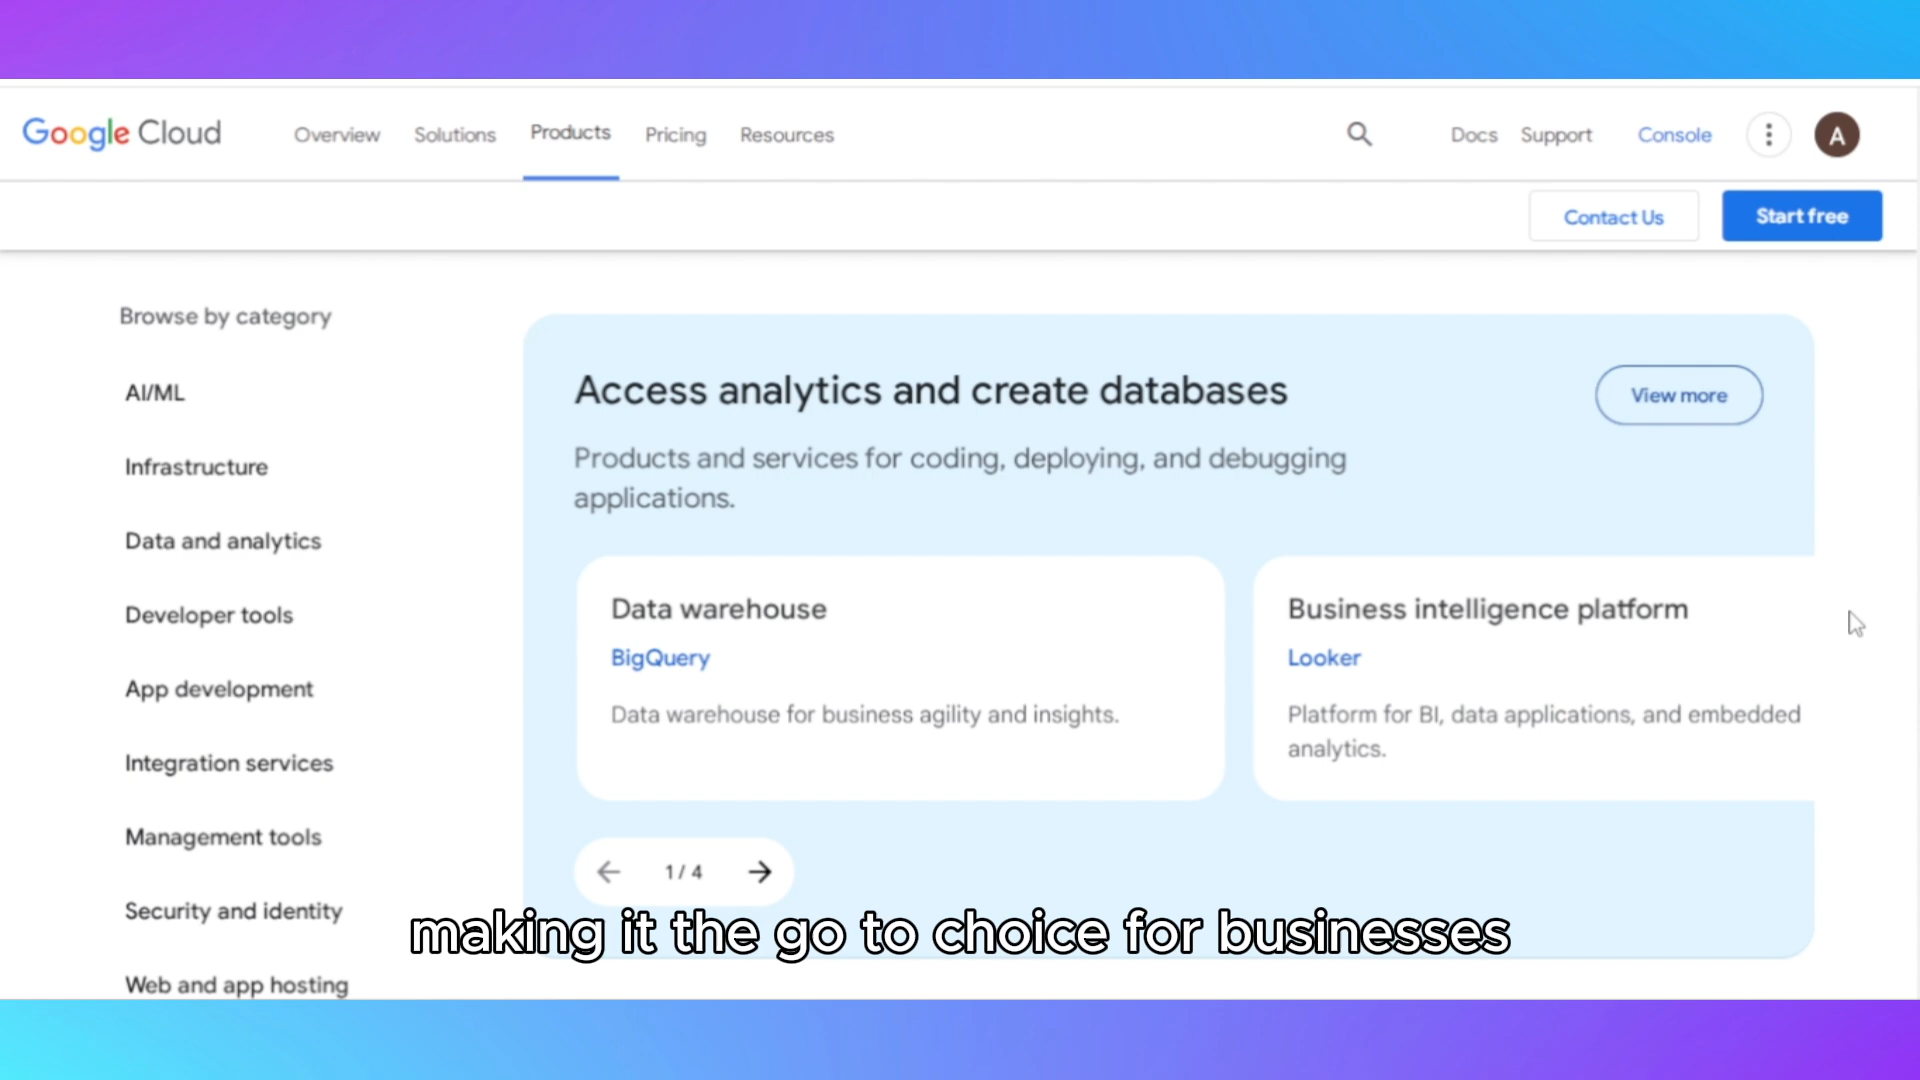 Google Cloud
Overview
Solutions
Products
Pricing
Resources
Docs
Support
Console
A
Contact Us
Start free
Browse by category
AI/ML
Infrastructure
Data and analytics
Developer tools
App development
Integration services
Management tools
Security and identity
Web and app hosting
Access analytics and create databases
View more
Products and services for coding, deploying, and debugging
applications.
Data warehouse
BigQuery
Data warehouse for business agility and insights.
Business intelligence platform
Looker
Platform for BI, data applications, and embedded
analytics.
1 / 4
making it the go to choice for businesses